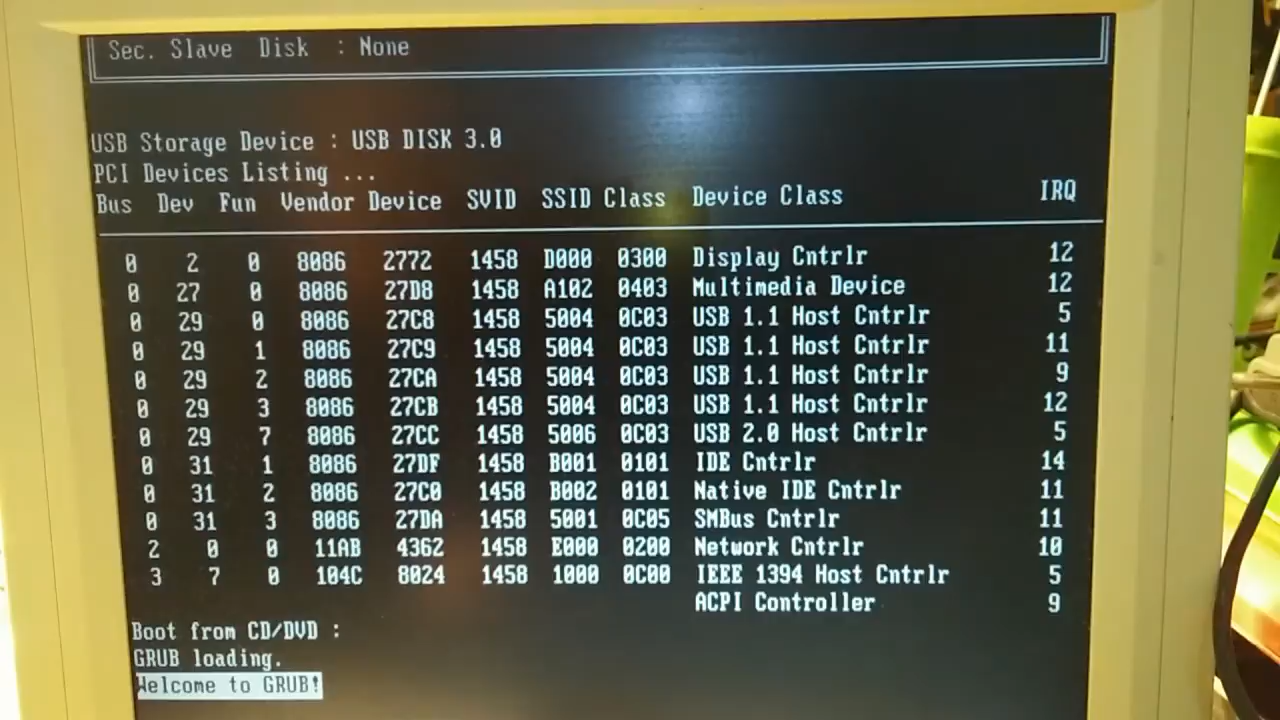 Sec. Slave Disk : None
USB Storage Device : USB DISK 3.0
PCI Devices Listing ...
Bus Dev Fun Vendor Device SVID SSID Class Device Class IRQ
0 2 0 8086 2772 1458 D000 0300 Display Cntrlr 12
0 27 0 8086 27D8 1458 A102 0403 Multimedia Device 12
0 29 0 8086 27C8 1458 5004 0C03 USB 1.1 Host Cntrlr 5
0 29 1 8086 27C9 1458 5004 0C03 USB 1.1 Host Cntrlr 11
0 29 2 8086 27CA 1458 5004 0C03 USB 1.1 Host Cntrlr 9
0 29 3 8086 27CB 1458 5004 0C03 USB 1.1 Host Cntrlr 12
0 29 7 8086 27CC 1458 5006 0C03 USB 2.0 Host Cntrlr 5
0 31 1 8086 27DF 1458 B001 0101 IDE Cntrlr 14
0 31 2 8086 27C0 1458 B002 0101 Native IDE Cntrlr 11
0 31 3 8086 27DA 1458 5001 0C05 SMBus Cntrlr 11
2 0 0 11AB 4362 1458 E000 0200 Network Cntrlr 10
3 7 0 104C 8024 1458 1000 0C00 IEEE 1394 Host Cntrlr 5
ACPI Controller 9
Boot from CD/DVD :
GRUB loading.
Welcome to GRUB!